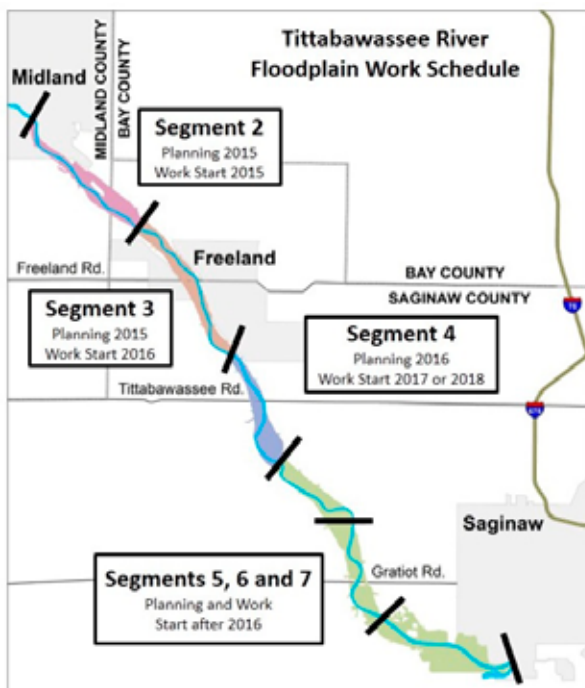 Tittabawassee River
Floodplain Work Schedule
Midland
MIDLAND COUNTY
BAY COUNTY
Segment 2
Planning 2015
Work Start 2015
Freeland
Freeland Rd.
BAY COUNTY
SAGINAW COUNTY
Segment 3
Planning 2015
Work Start 2016
Segment 4
Planning 2016
Work Start 2017 or 2018
Tittabawassee Rd.
Saginaw
Gratiot Rd.
Segments 5, 6 and 7
Planning and Work
Start after 2016